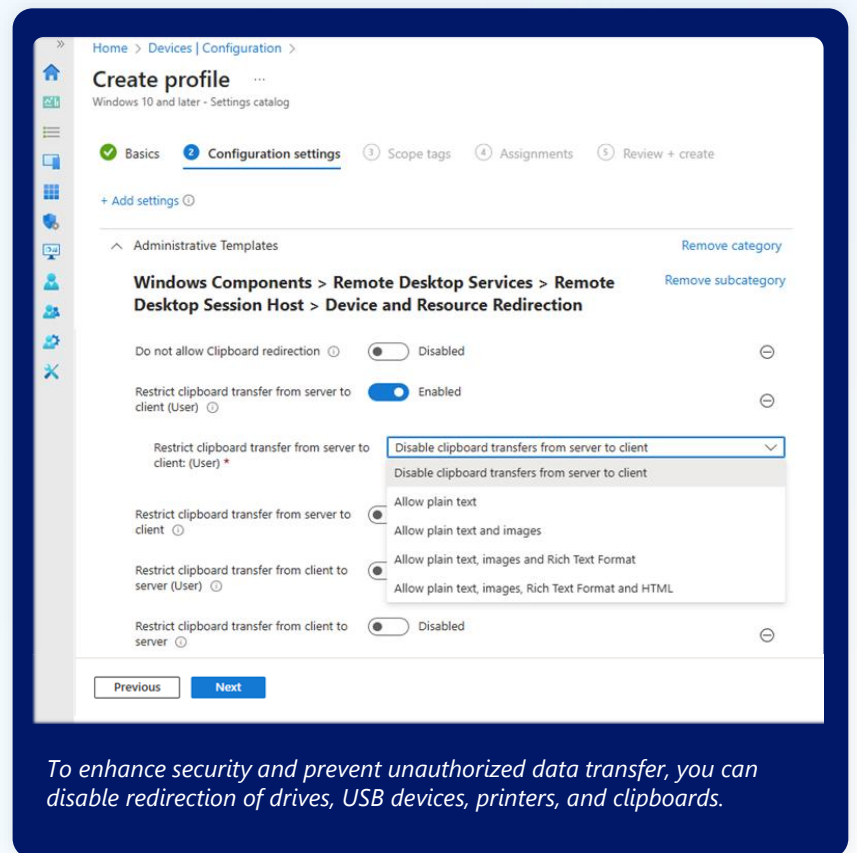 »
Home > Devices | Configuration >
Create profile ...
Windows 10 and later - Settings catalog
Basics 2 Configuration settings 3 Scope tags 4 Assignments 5 Review + create
+ Add settings
Administrative Templates Remove category
Windows Components > Remote Desktop Services > Remote Remove subcategory
Desktop Session Host > Device and Resource Redirection
Do not allow Clipboard redirection Disabled
Restrict clipboard transfer from server to Enabled
client (User)
Restrict clipboard transfer from server to Disable clipboard transfers from server to client
client: (User) *
Disable clipboard transfers from server to client
Allow plain text
Restrict clipboard transfer from server to
client
Allow plain text and images
Allow plain text, images and Rich Text Format
Restrict clipboard transfer from client to
server (User)
Allow plain text, images, Rich Text Format and HTML
Restrict clipboard transfer from client to Disabled
server
Previous Next
To enhance security and prevent unauthorized data transfer, you can
disable redirection of drives, USB devices, printers, and clipboards.